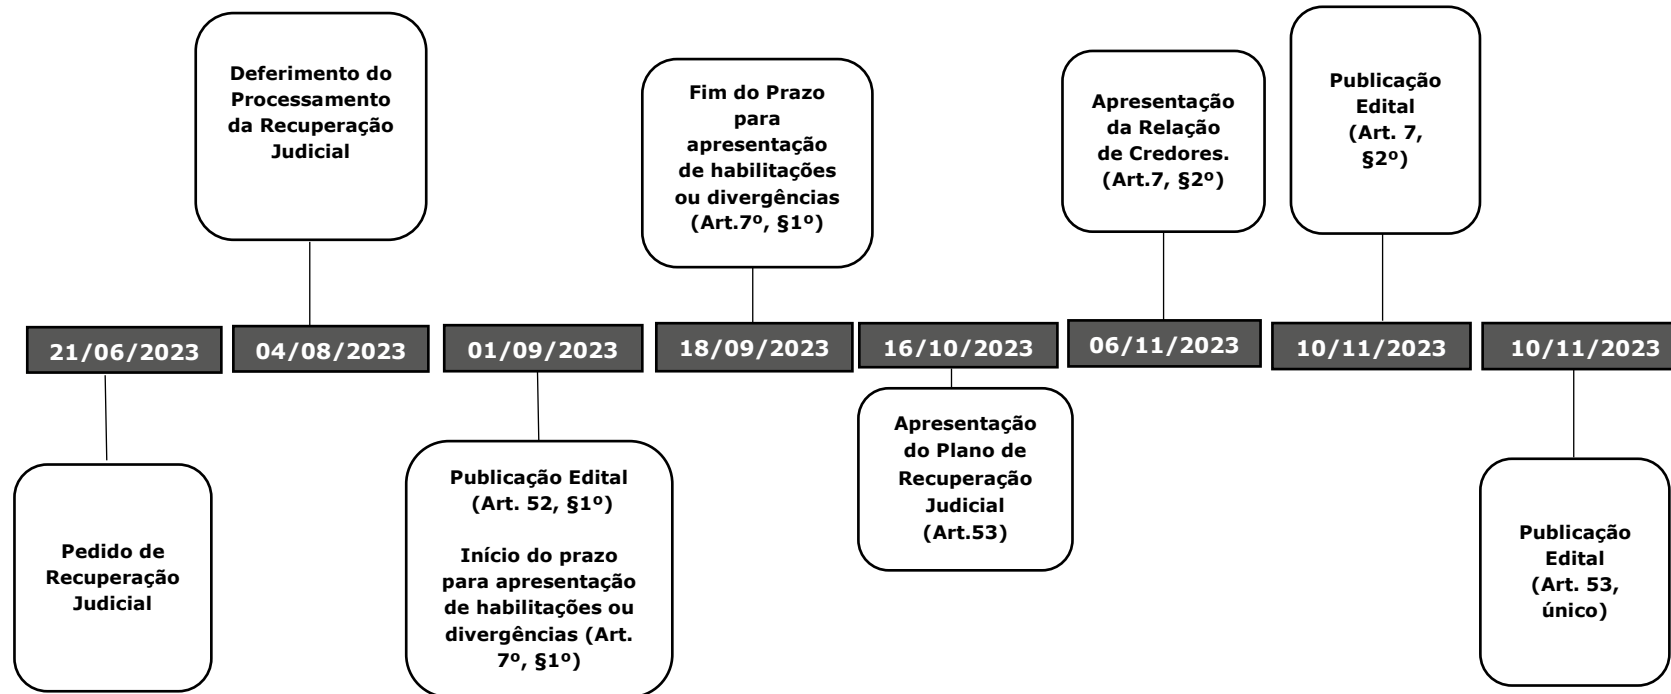 Deferimento do
Processamento
da Recuperação
Judicial
Fim do Prazo
para
apresentação
de habilitações
ou divergências
(Art.7º, §1º)
Apresentação
da Relação
de Credores.
(Art.7, §2º)
Publicação
Edital
(Art. 7,
§2º)
21/06/2023
04/08/2023
01/09/2023
18/09/2023
16/10/2023
06/11/2023
10/11/2023
10/11/2023
Pedido de
Recuperação
Judicial
Publicação Edital
(Art. 52, §1º)
Início do prazo
para apresentação
de habilitações ou
divergências (Art.
7º, §1º)
Apresentação
do Plano de
Recuperação
Judicial
(Art.53)
Publicação
Edital
(Art. 53,
único)